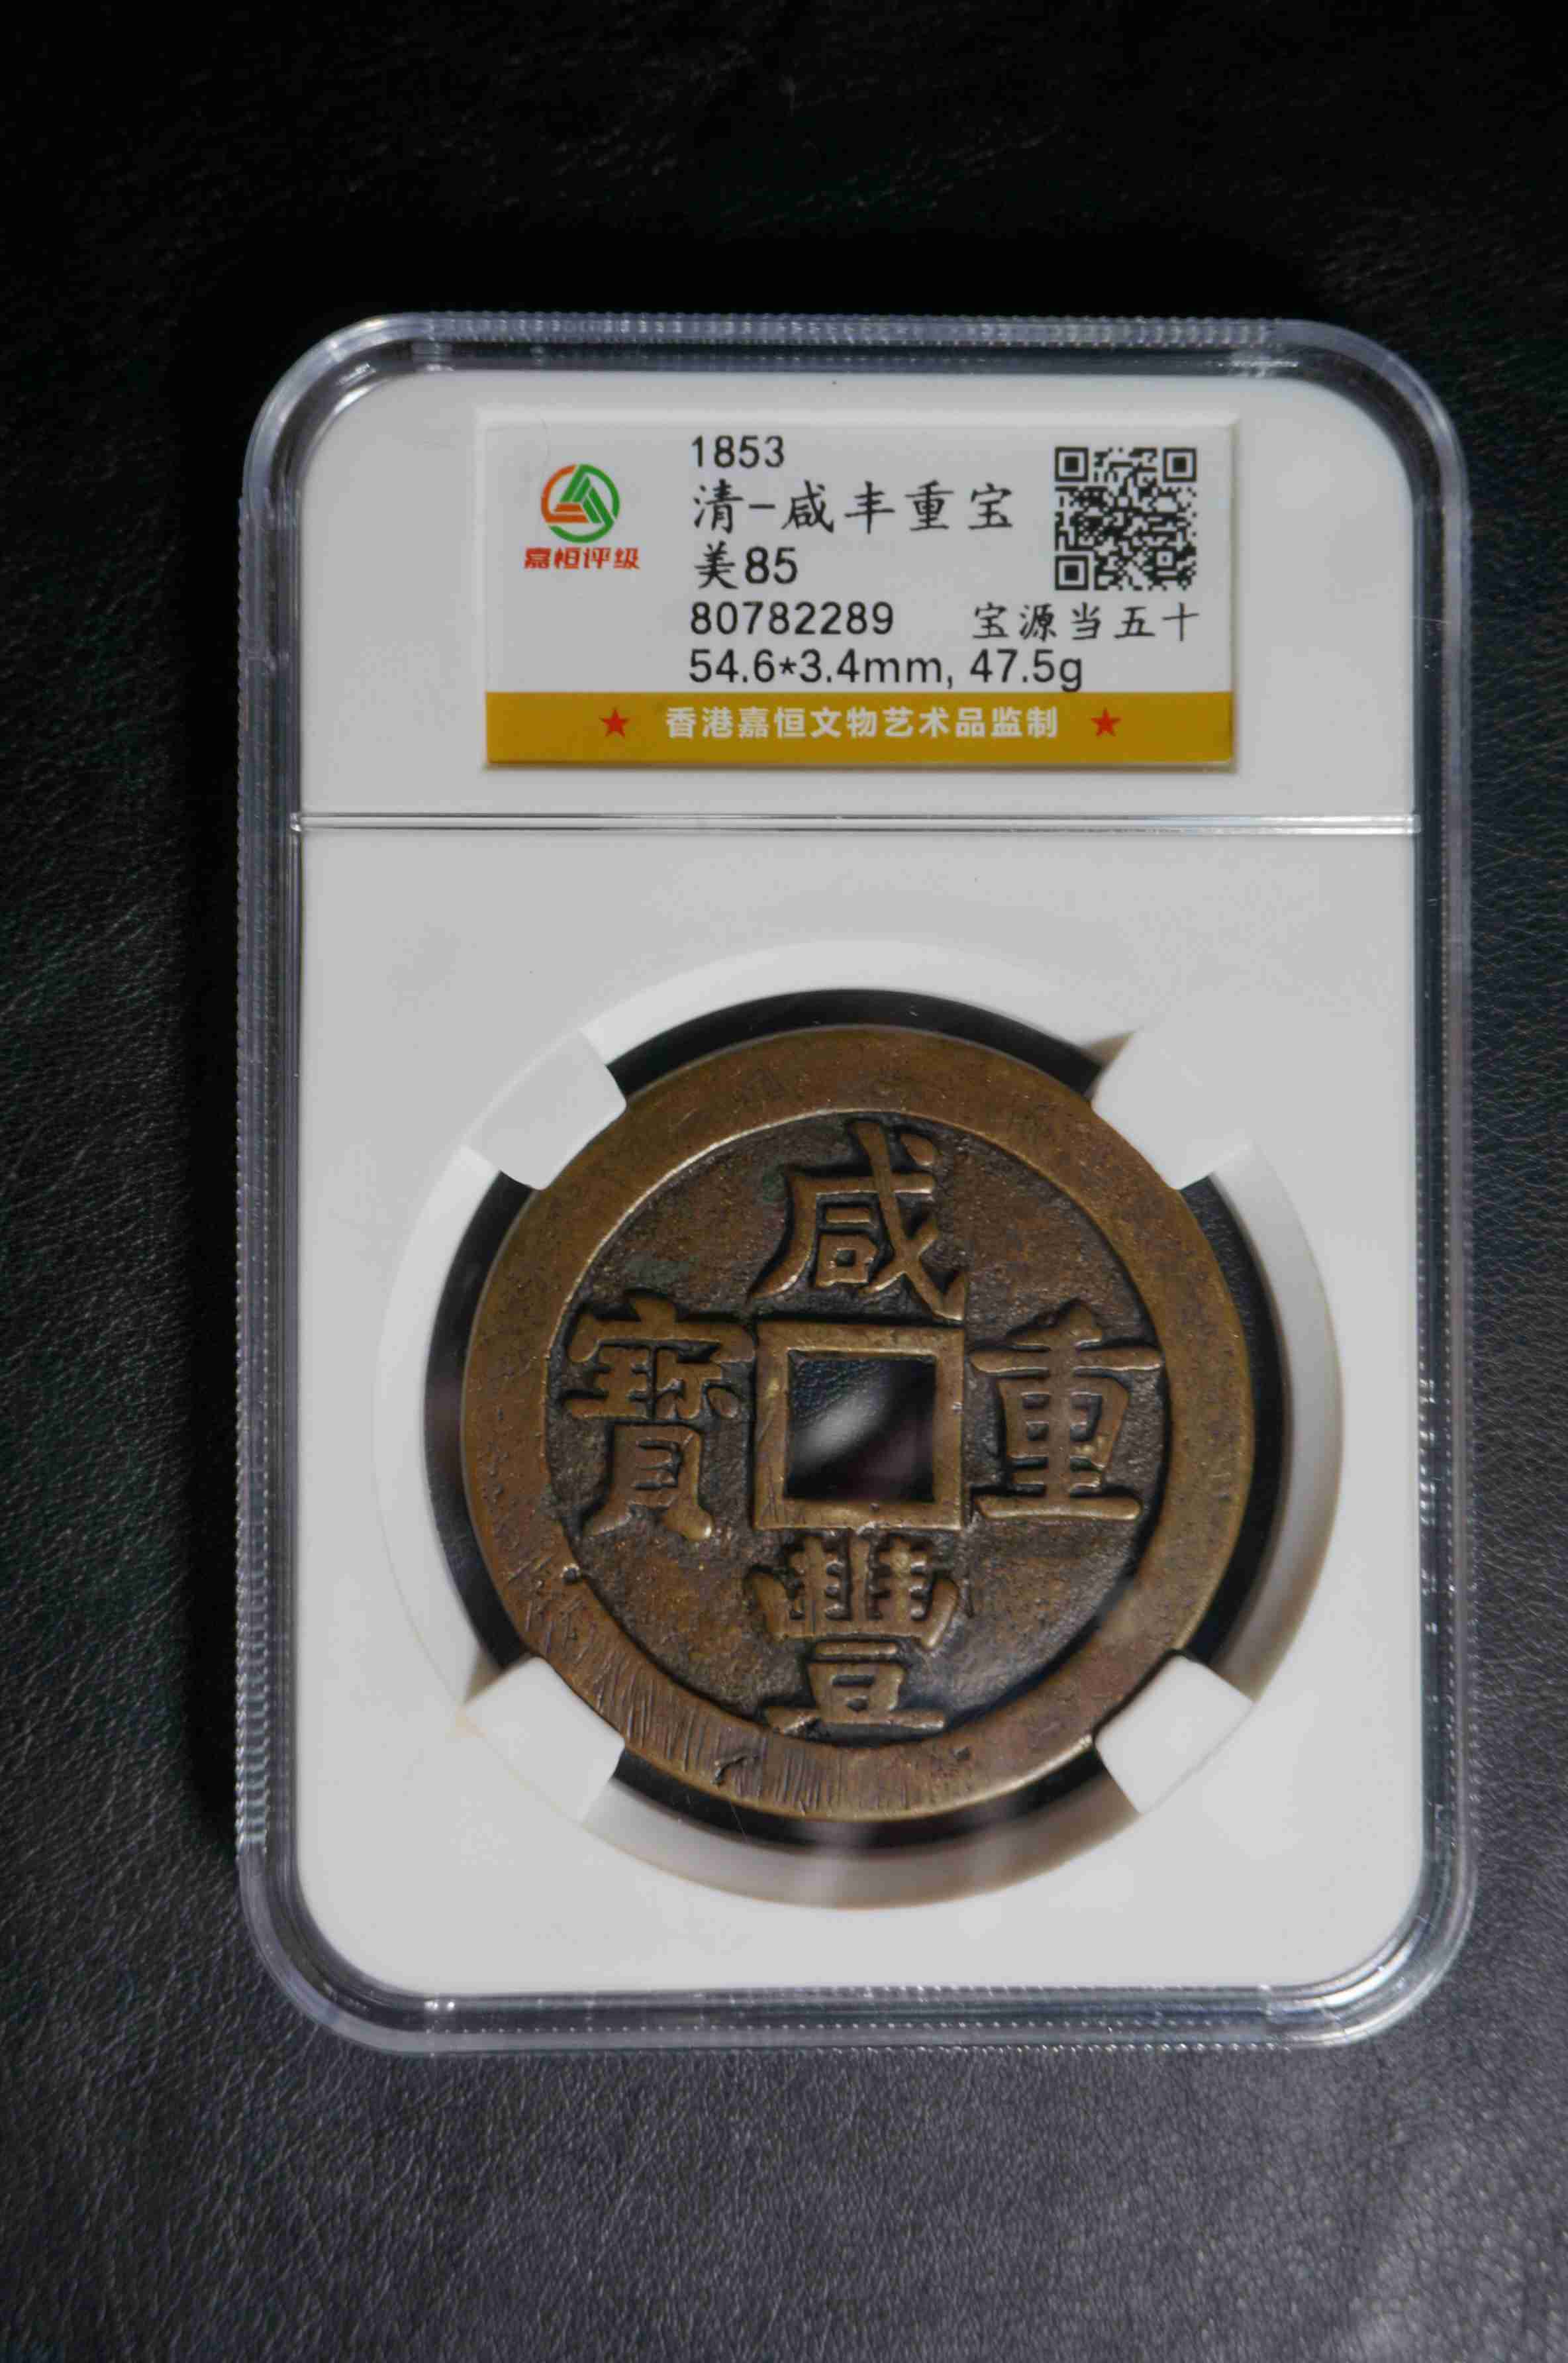 1853
清-咸丰重宝
美85
嘉恒评级
80782289 宝源当五十
54.6*3.4mm, 47.5g
★ 香港嘉恒文物艺术品监制 ★
咸
寶 重
豐